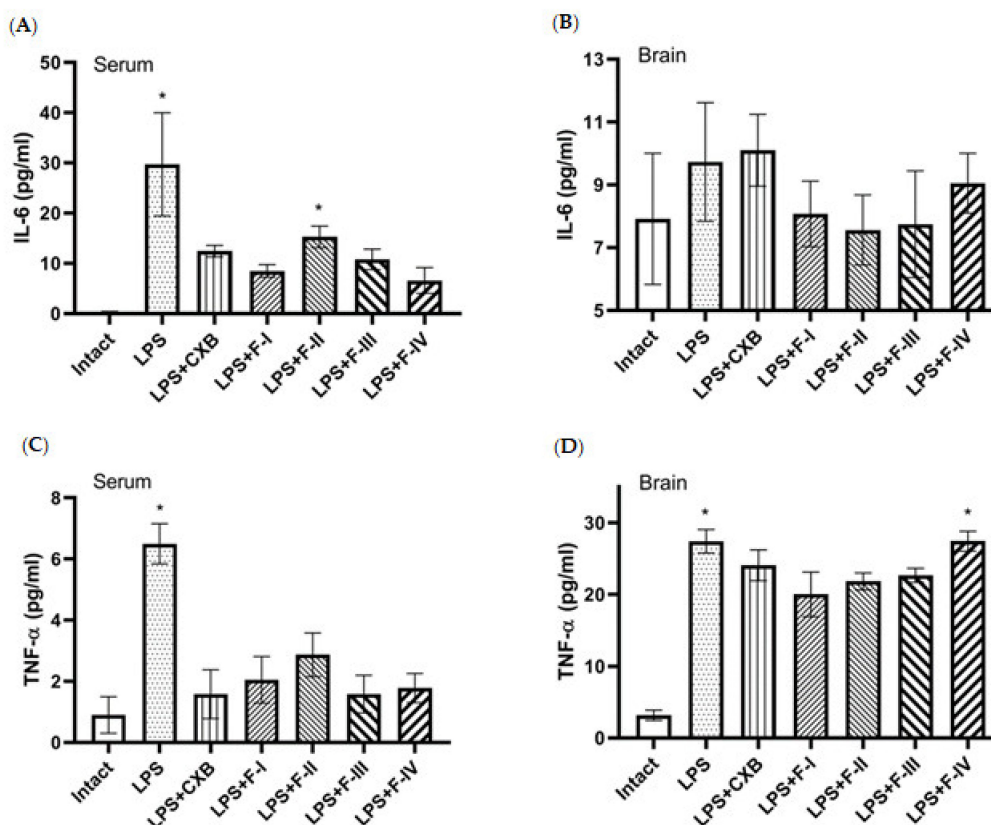 (A)
Serum
IL-6 (pg/ml)
50
40
30
20
10
0
*
*
Intact
LPS
LPS+CXB
LPS+F-I
LPS+F-II
LPS+F-III
LPS+F-IV
(B)
Brain
IL-6 (pg/ml)
13
11
9
7
5
Intact
LPS
LPS+CXB
LPS+F-I
LPS+F-II
LPS+F-III
LPS+F-IV
(C)
Serum
TNF-α (pg/ml)
8
6
4
2
0
*
Intact
LPS
LPS+CXB
LPS+F-I
LPS+F-II
LPS+F-III
LPS+F-IV
(D)
Brain
TNF-α (pg/ml)
30
20
10
0
*
*
Intact
LPS
LPS+CXB
LPS+F-I
LPS+F-II
LPS+F-III
LPS+F-IV